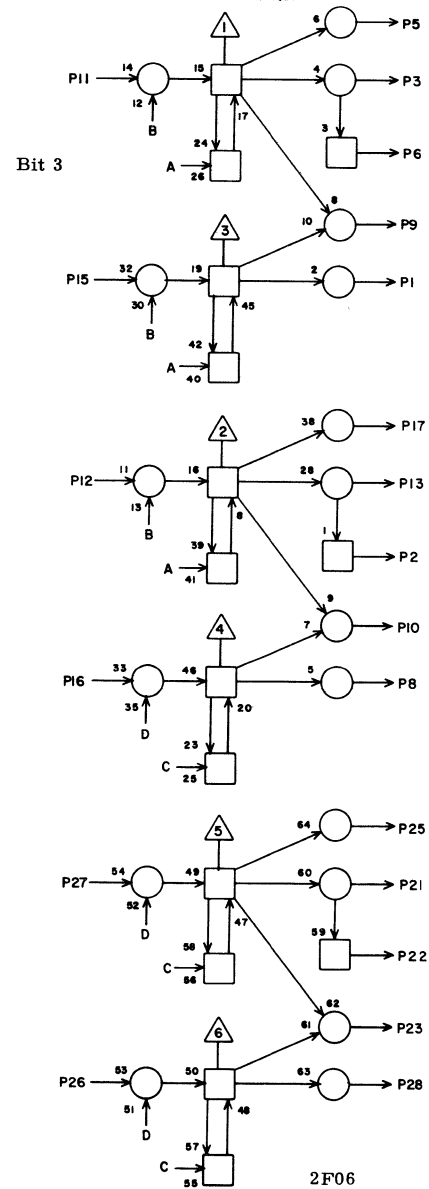 1
6 P5
P11 14 15 4 P3
12 17 3
B 24 P6
Bit 3 A 26
8
3 10 P9
P15 32 19 2 P1
30 45
B 42
A 40
2 38 P17
P12 11 16 28 P13
13 8 1
B 39 P2
A 41
9
4 7 P10
P16 33 46 5 P8
35 20
D 23
C 25
5 64 P25
P27 54 49 60 P21
52 47 59
D 58 P22
C 56
62
6 61 P23
P26 53 50 63 P28
51 48
D 57
C 55
2F06